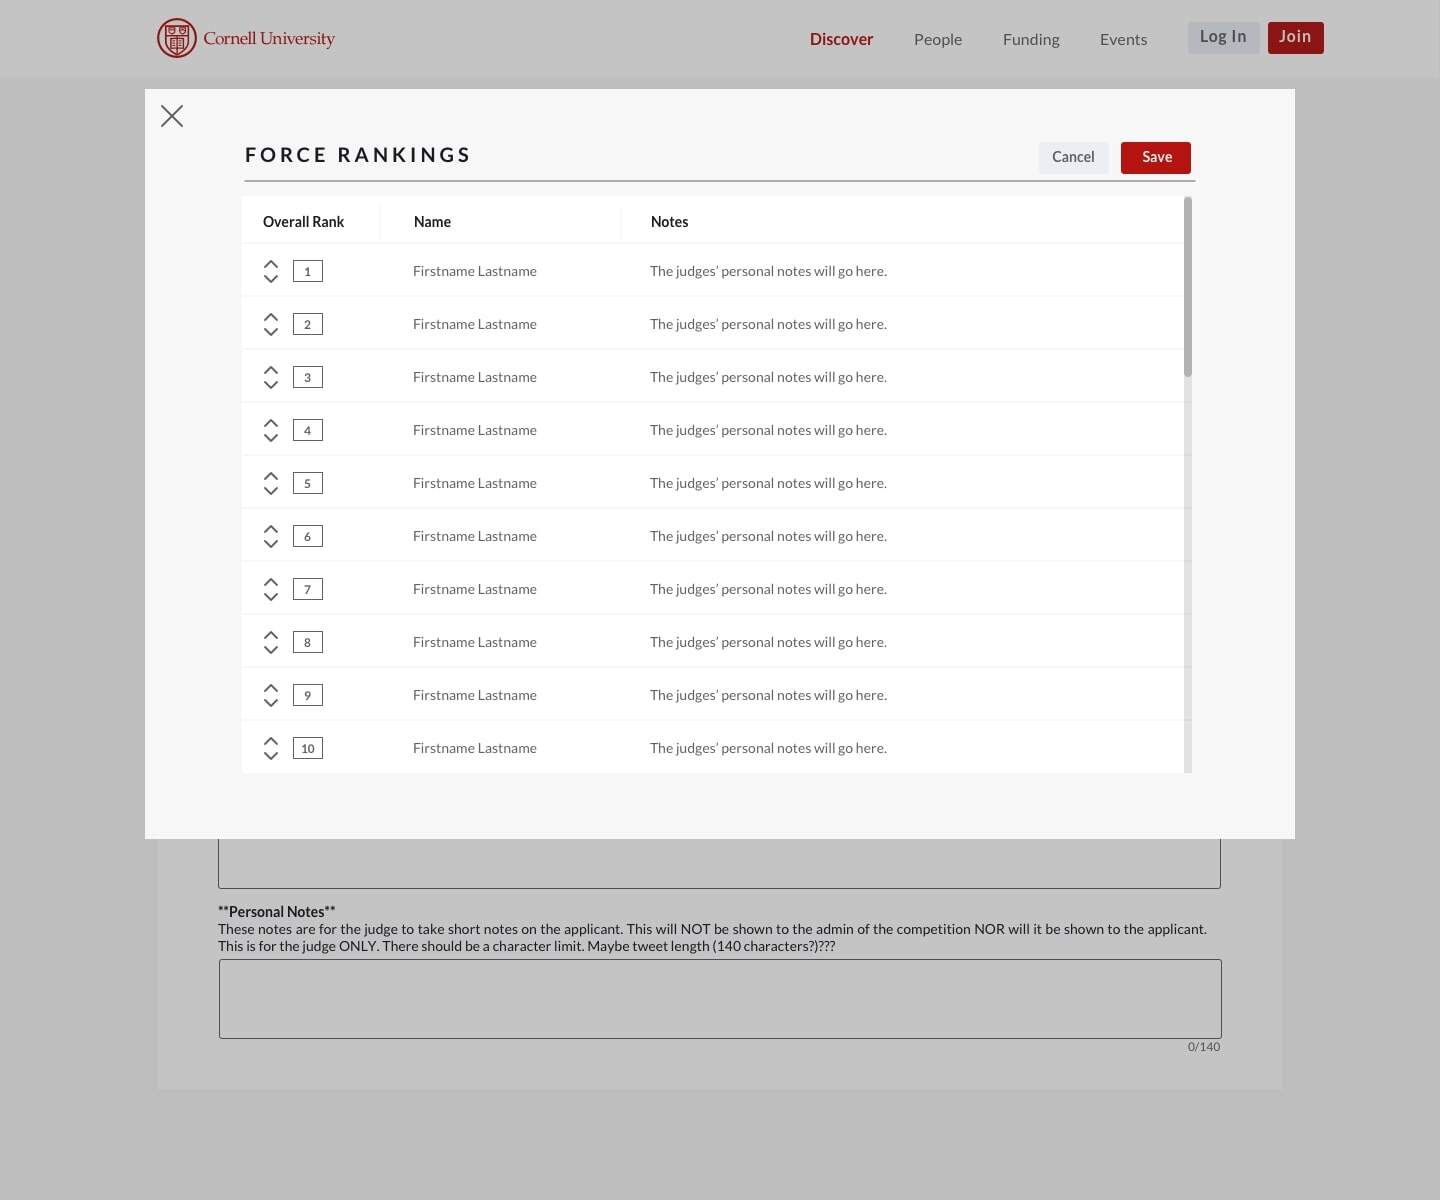 Cornell University
Discover People Funding Events Log In Join
FORCE RANKINGS
Cancel Save
Overall Rank Name Notes
1 Firstname Lastname The judges’ personal notes will go here.
2 Firstname Lastname The judges’ personal notes will go here.
3 Firstname Lastname The judges’ personal notes will go here.
4 Firstname Lastname The judges’ personal notes will go here.
5 Firstname Lastname The judges’ personal notes will go here.
6 Firstname Lastname The judges’ personal notes will go here.
7 Firstname Lastname The judges’ personal notes will go here.
8 Firstname Lastname The judges’ personal notes will go here.
9 Firstname Lastname The judges’ personal notes will go here.
10 Firstname Lastname The judges’ personal notes will go here.
**Personal Notes**
These notes are for the judge to take short notes on the applicant. This will NOT be shown to the admin of the competition NOR will it be shown to the applicant.
This is for the judge ONLY. There should be a character limit. Maybe tweet length (140 characters?)???
0/140